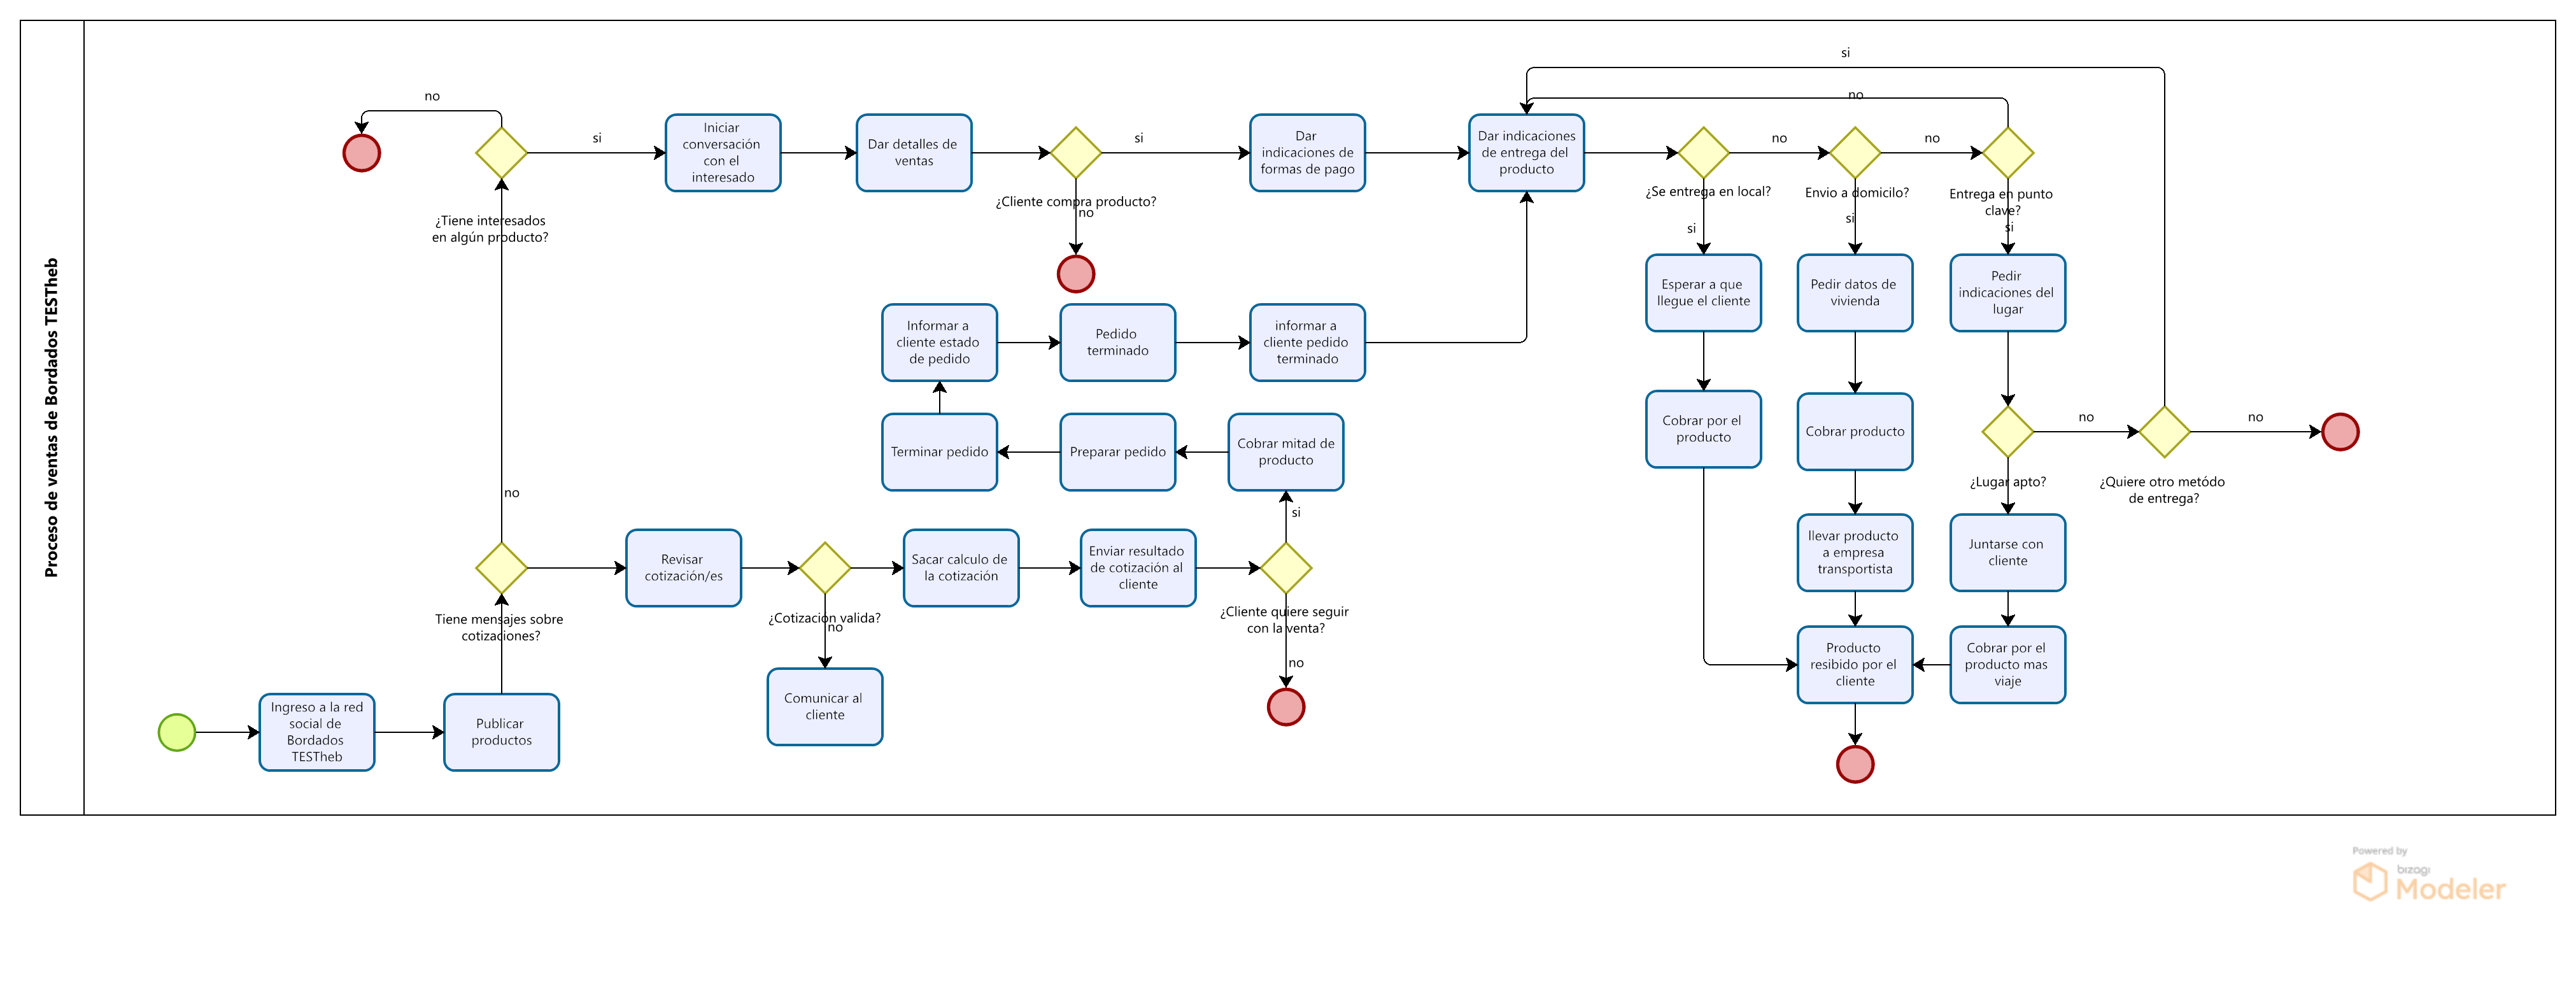 Proceso de ventas de Bordados TESTheb
si
no
no
Iniciar
conversación
con el
interesado
Dar detalles de
ventas
Dar
indicaciones de
formas de pago
Dar indicaciones
de entrega del
producto
si
si
no
no
¿Tiene interesados
en algún producto?
¿Cliente compra producto?
no
¿Se entrega en local?
Envio a domicilo?
Entrega en punto
clave?
si
si
si
Esperar a que
llegue el cliente
Pedir datos de
vivienda
Pedir
indicaciones del
lugar
Informar a
cliente estado
de pedido
Pedido
terminado
informar a
cliente pedido
terminado
Cobrar por el
producto
Cobrar producto
no
no
Terminar pedido
Preparar pedido
Cobrar mitad de
producto
¿Lugar apto?
¿Quiere otro metódo
de entrega?
no
si
Revisar
cotización/es
Sacar calculo de
la cotización
Enviar resultado
de cotización al
cliente
llevar producto
a empresa
transportista
Juntarse con
cliente
Tiene mensajes sobre
cotizaciones?
¿Cotización valida?
no
¿Cliente quiere seguir
con la venta?
no
Producto
resibido por el
cliente
Cobrar por el
producto mas
viaje
Comunicar al
cliente
Ingreso a la red
social de
Bordados
TESTheb
Publicar
productos
Powered by
bizagi
Modeler